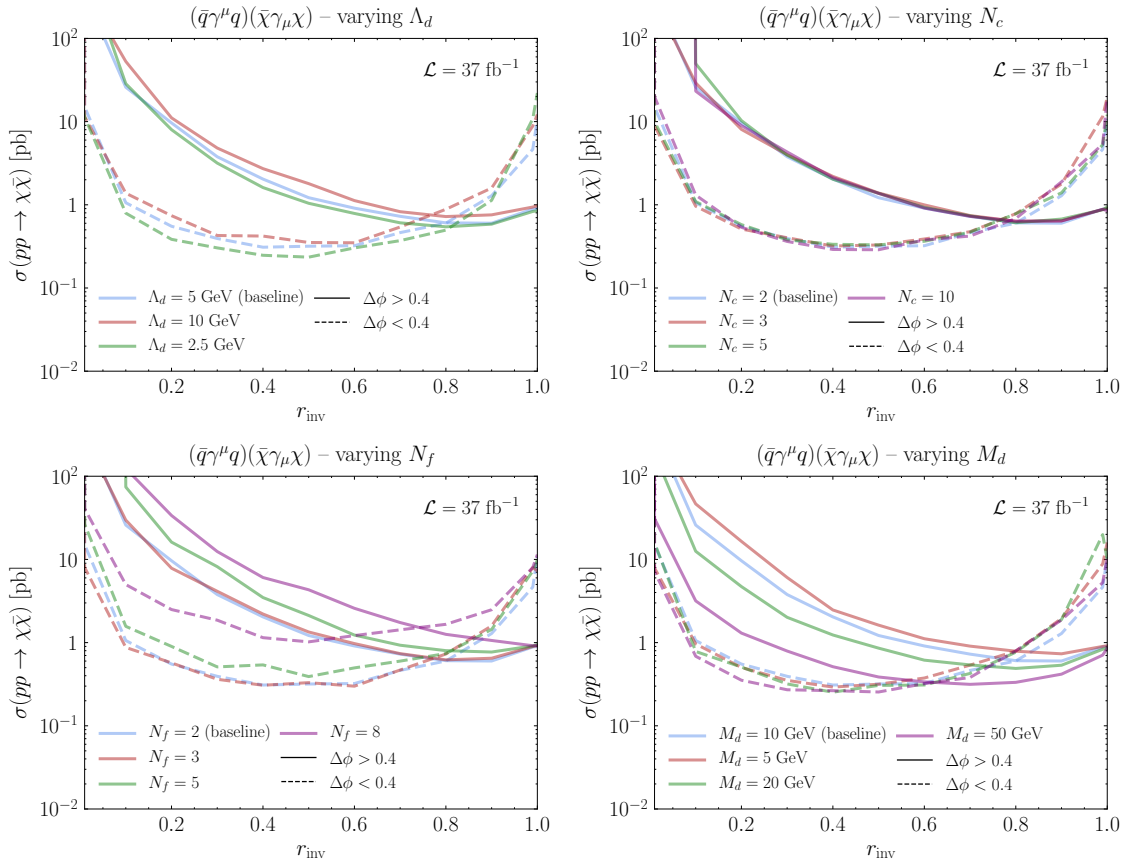 (q̄γ^μq)(χ̄γ_μχ) – varying Λ_d
𝓛 = 37 fb⁻¹
σ(pp → χχ̄) [pb]
10²
10
1
10⁻¹
10⁻²
Λ_d = 5 GeV (baseline)
Λ_d = 10 GeV
Λ_d = 2.5 GeV
Δϕ > 0.4
Δϕ < 0.4
0.2 0.4 0.6 0.8 1.0
r_inv
(q̄γ^μq)(χ̄γ_μχ) – varying N_c
𝓛 = 37 fb⁻¹
σ(pp → χχ̄) [pb]
10²
10
1
10⁻¹
10⁻²
N_c = 2 (baseline)
N_c = 3
N_c = 5
N_c = 10
Δϕ > 0.4
Δϕ < 0.4
0.2 0.4 0.6 0.8 1.0
r_inv
(q̄γ^μq)(χ̄γ_μχ) – varying N_f
𝓛 = 37 fb⁻¹
σ(pp → χχ̄) [pb]
10²
10
1
10⁻¹
10⁻²
N_f = 2 (baseline)
N_f = 3
N_f = 5
N_f = 8
Δϕ > 0.4
Δϕ < 0.4
0.2 0.4 0.6 0.8 1.0
r_inv
(q̄γ^μq)(χ̄γ_μχ) – varying M_d
𝓛 = 37 fb⁻¹
σ(pp → χχ̄) [pb]
10²
10
1
10⁻¹
10⁻²
M_d = 10 GeV (baseline)
M_d = 5 GeV
M_d = 20 GeV
M_d = 50 GeV
Δϕ > 0.4
Δϕ < 0.4
0.2 0.4 0.6 0.8 1.0
r_inv